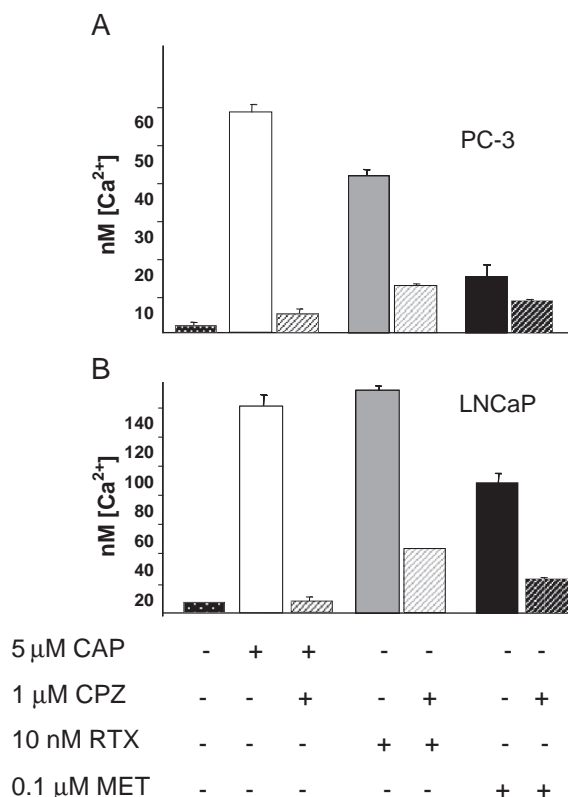 A
60
50
40
30
20
10
nM [Ca²⁺]
PC-3
B
140
120
100
80
60
40
20
nM [Ca²⁺]
LNCaP
5 μM CAP - + + - - - -
1 μM CPZ - - + - + - +
10 nM RTX - - - + + - -
0.1 μM MET - - - - - + +